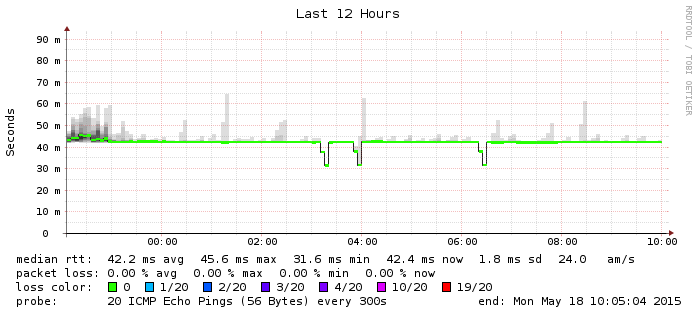 Last 12 Hours
RRDTOOL / TOBI OETIKER
Seconds
90 m
80 m
70 m
60 m
50 m
40 m
30 m
20 m
10 m
0
00:00 02:00 04:00 06:00 08:00 10:00
median rtt: 42.2 ms avg 45.6 ms max 31.6 ms min 42.4 ms now 1.8 ms sd 24.0 am/s
packet loss: 0.00 % avg 0.00 % max 0.00 % min 0.00 % now
loss color: 0 1/20 2/20 3/20 4/20 10/20 19/20
probe: 20 ICMP Echo Pings (56 Bytes) every 300s end: Mon May 18 10:05:04 2015